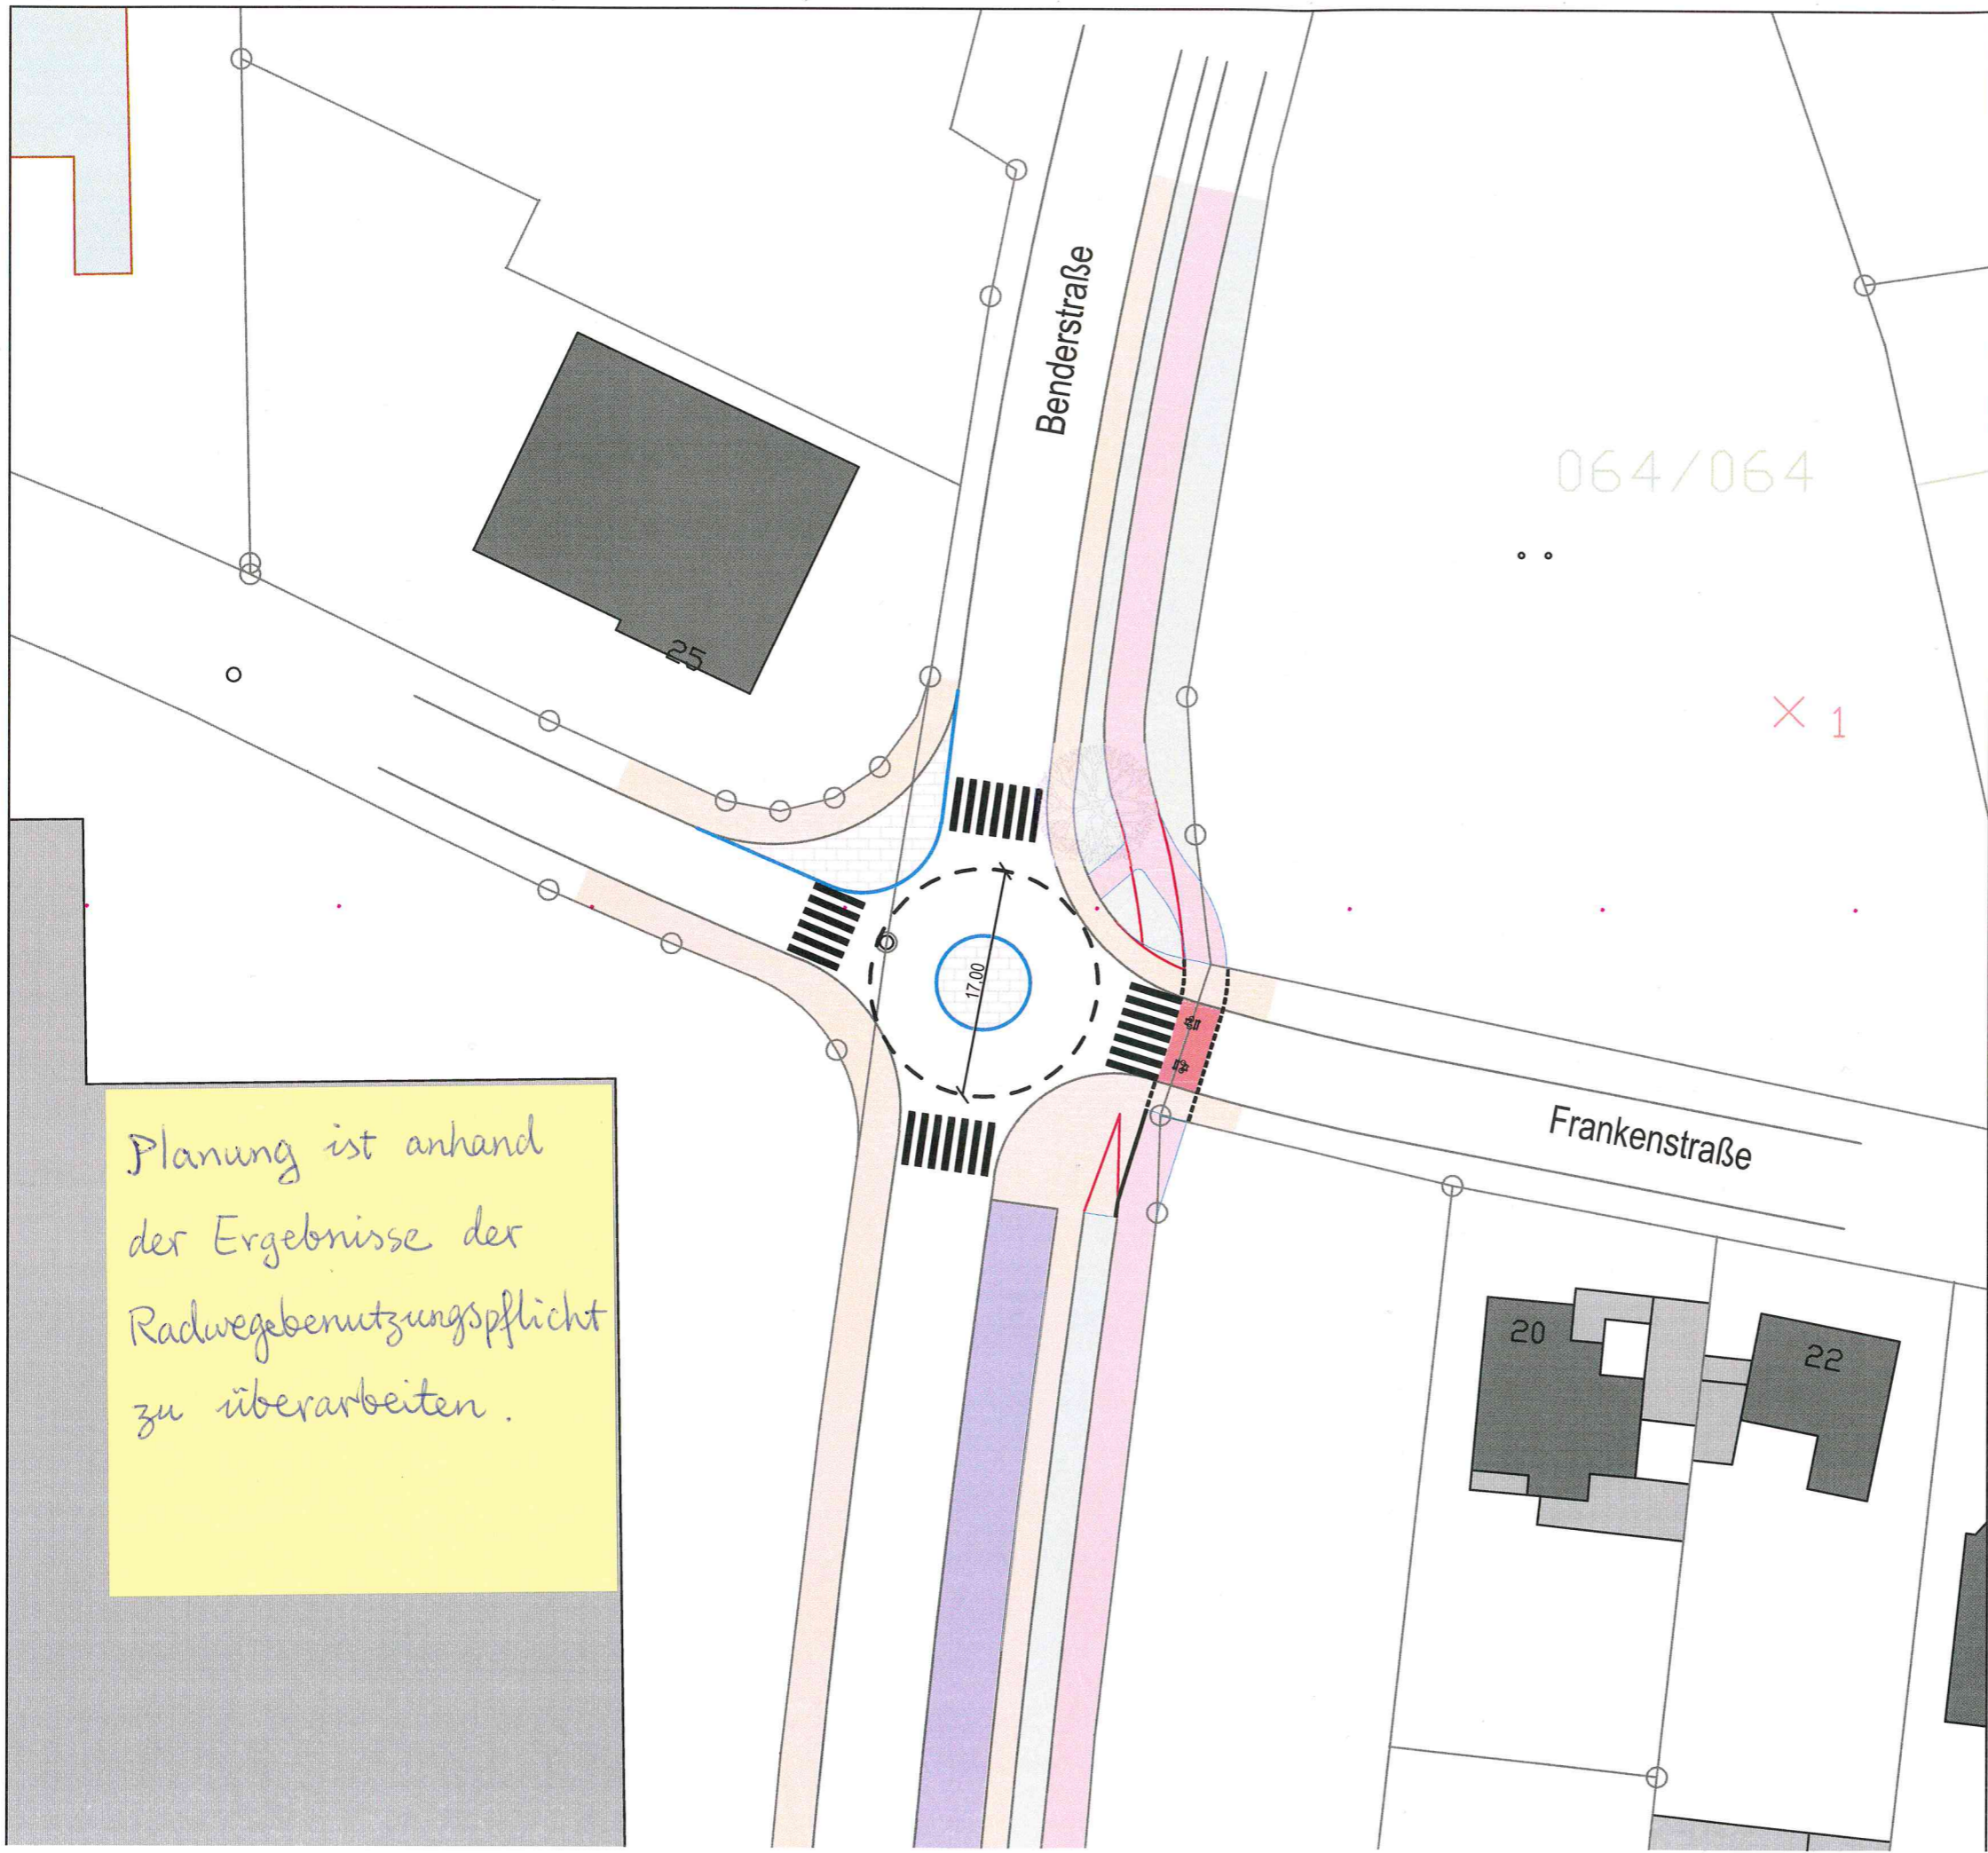 Benderstraße
064/064
25
1
17,00
Frankenstraße
Planung ist anhand
der Ergebnisse der
Radwegebenutzungspflicht
zu überarbeiten.
20
22